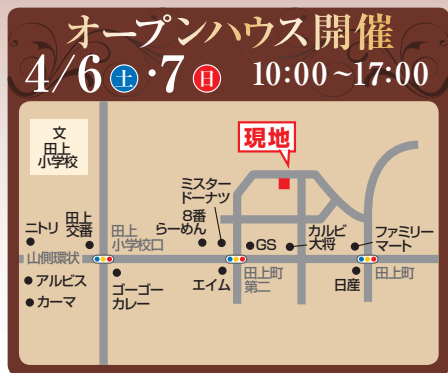 オープンハウス開催
4/6土・7日 10:00~17:00
文
田上
小学校
現地
ミスター
ドーナツ
8番
らーめん
ニトリ
田上
交番
田上
小学校口
GS
カルビ
大将
ファミリー
マート
山側環状
アルビス
カーマ
ゴーゴー
カレー
エイム
田上町
第二
日産
田上町